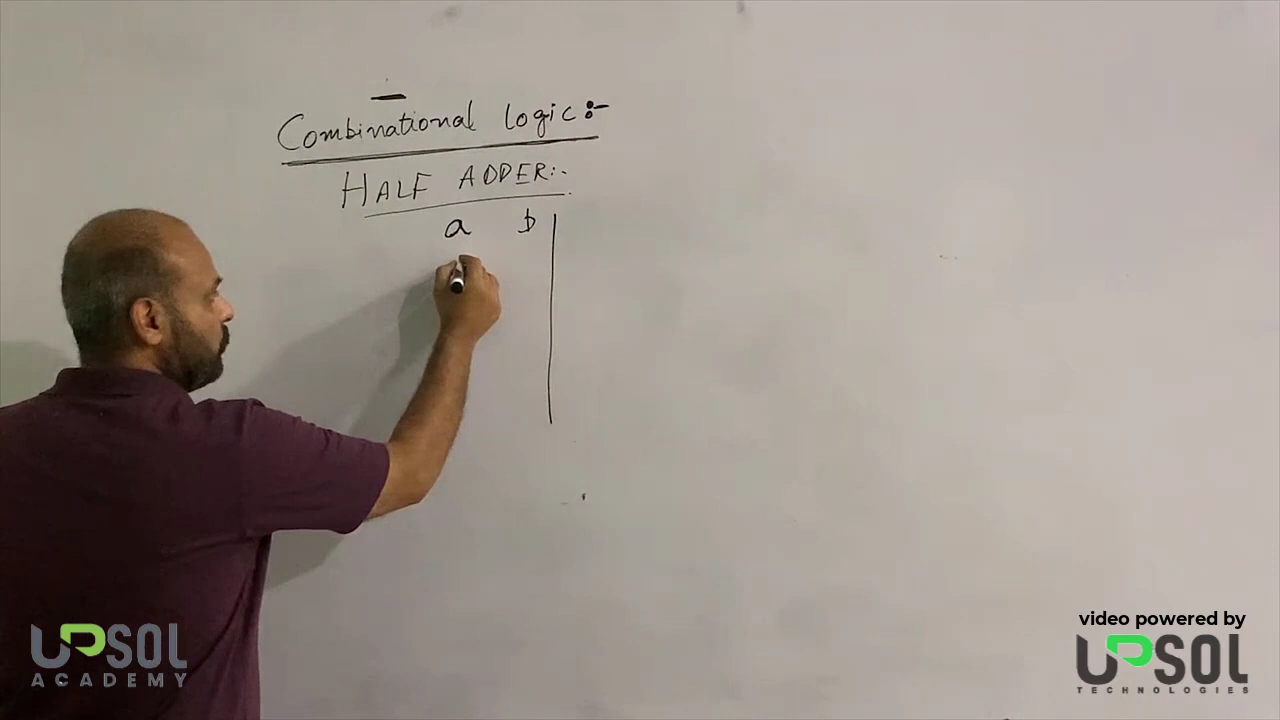 Combinational Logic:-
HALF ADDER:-
a b
UPSOL
ACADEMY
video powered by
UPSOL
TECHNOLOGIES